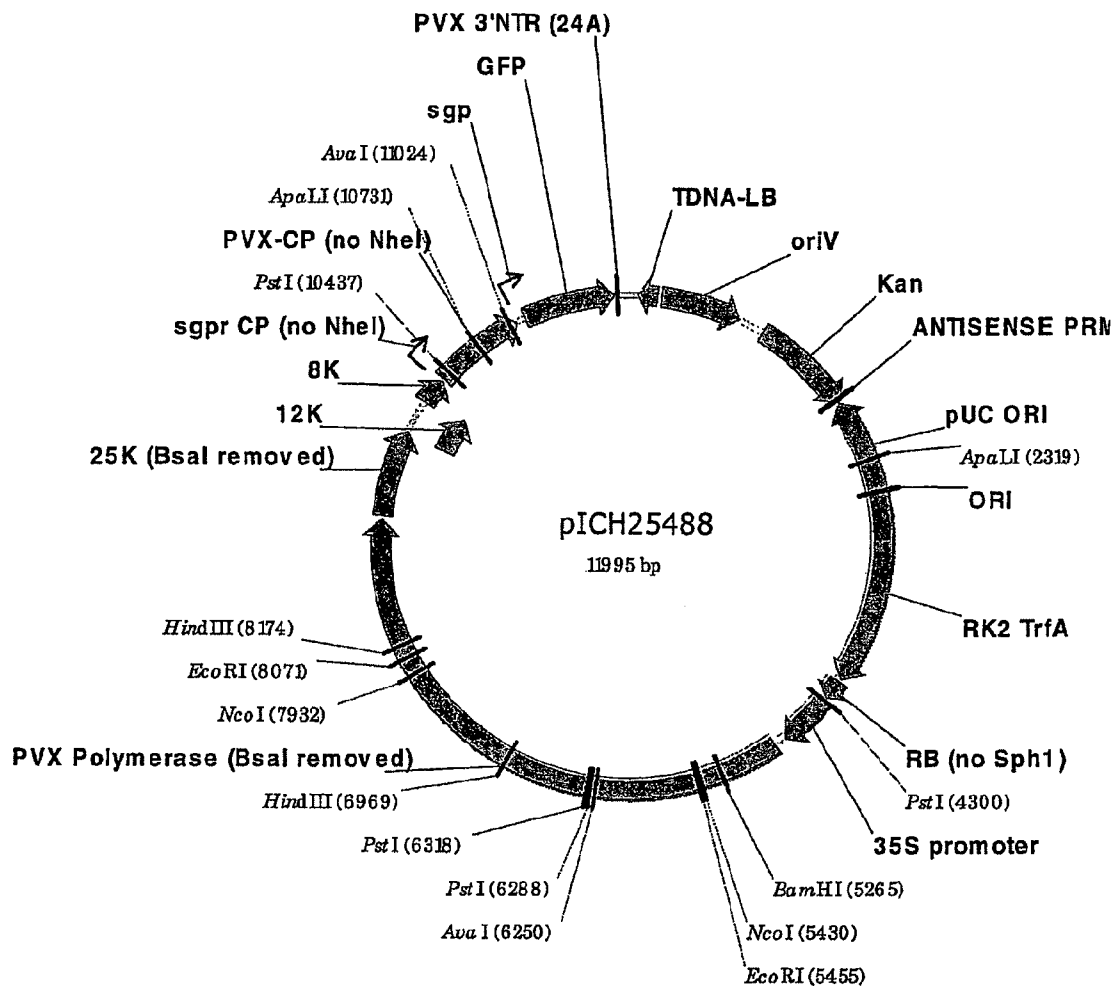 PVX 3'NTR (24A)
GFP
sgp
AvaI (11024)
ApaLI (10731)
PVX-CP (no NheI)
PstI (10437)
sgpr CP (no NheI)
8K
12K
25K (BsaI removed)
TDNA-LB
oriV
Kan
ANTISENSE PRM
pUC ORI
ApaLI (2319)
ORI
pICH25488
11995 bp
RK2 TrfA
HindIII (8174)
EcoRI (8071)
NcoI (7932)
PVX Polymerase (BsaI removed)
HindIII (6969)
PstI (6318)
PstI (6288)
AvaI (6250)
RB (no Sph1)
PstI (4300)
35S promoter
BamHI (5265)
NcoI (5430)
EcoRI (5455)